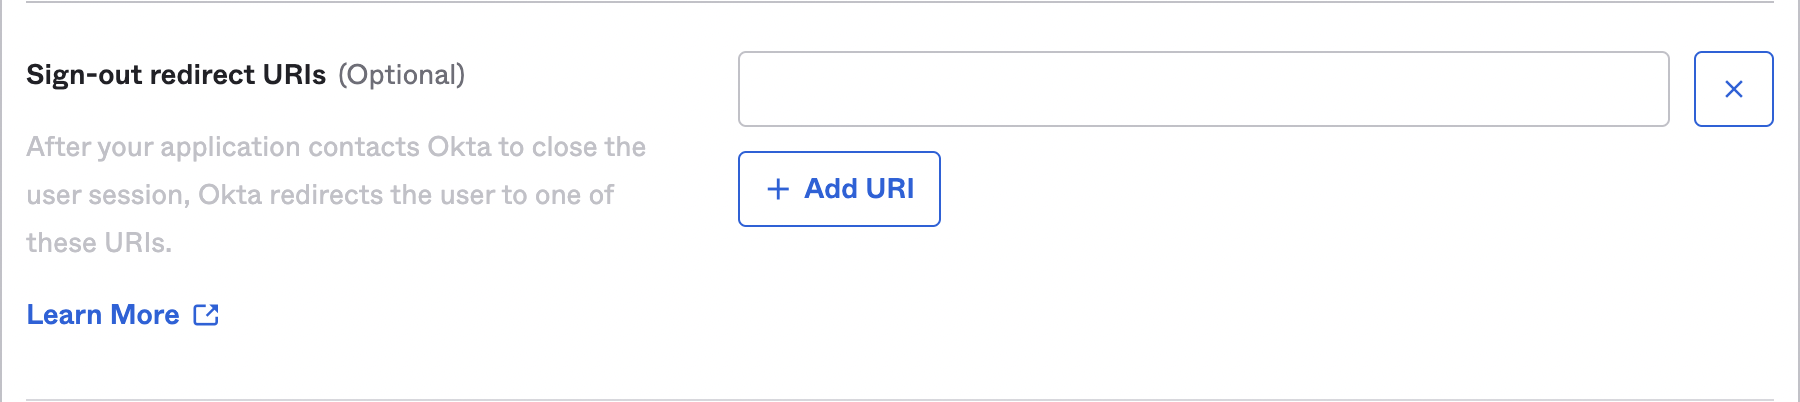 Sign-out redirect URIs (Optional)
After your application contacts Okta to close the
user session, Okta redirects the user to one of
these URIs.
Learn More
Add URI